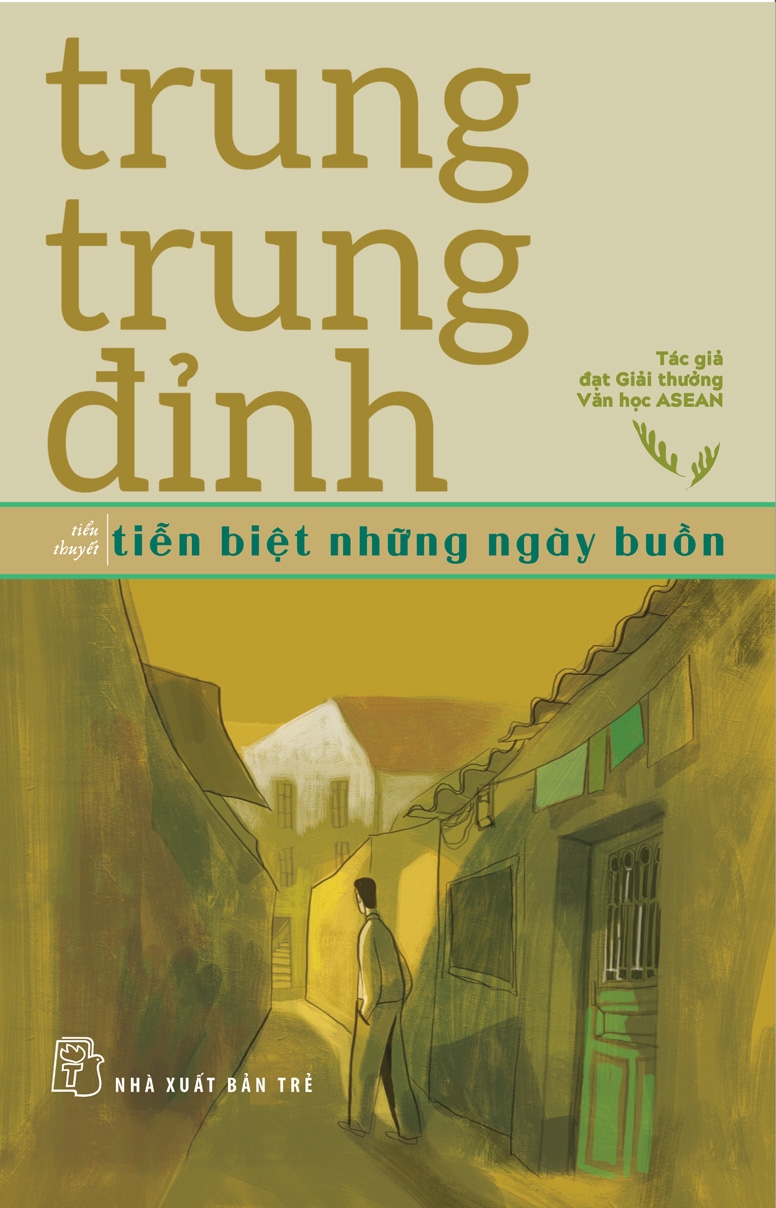 trung
trung
đỉnh
Tác giả
đạt Giải thưởng
Văn học ASEAN
tiểu
thuyết
tiễn biệt những ngày buồn
T
NHÀ XUẤT BẢN TRẺ